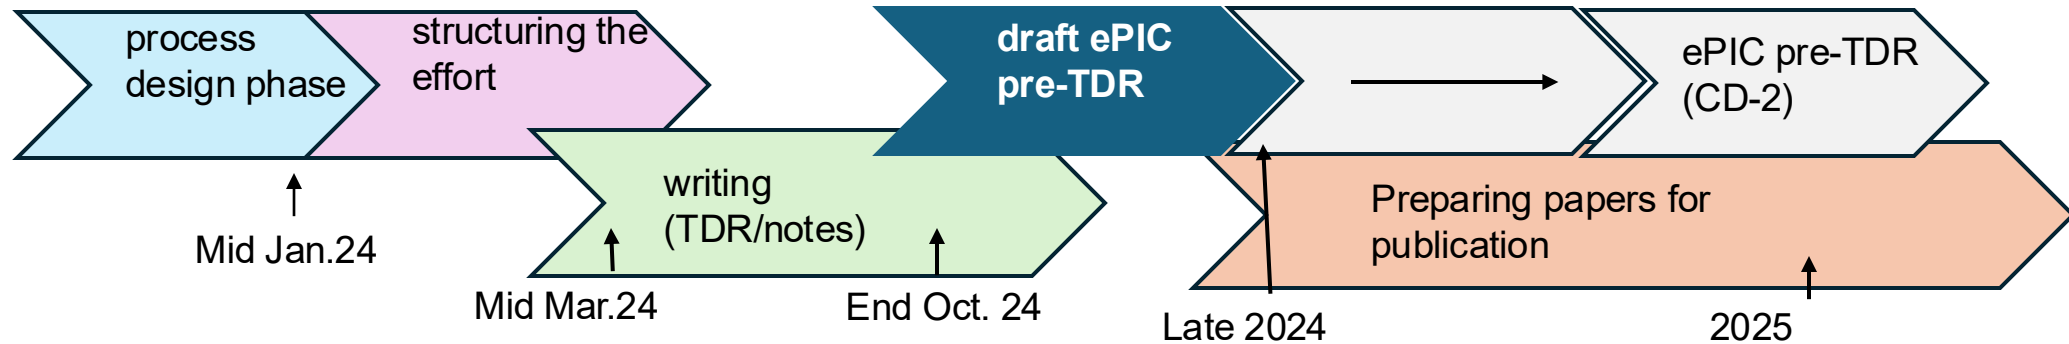 process
design phase
structuring the
effort
draft ePIC
pre-TDR
ePIC pre-TDR
(CD-2)
writing
(TDR/notes)
Preparing papers for
publication
Mid Jan.24
Mid Mar.24
End Oct. 24
Late 2024
2025